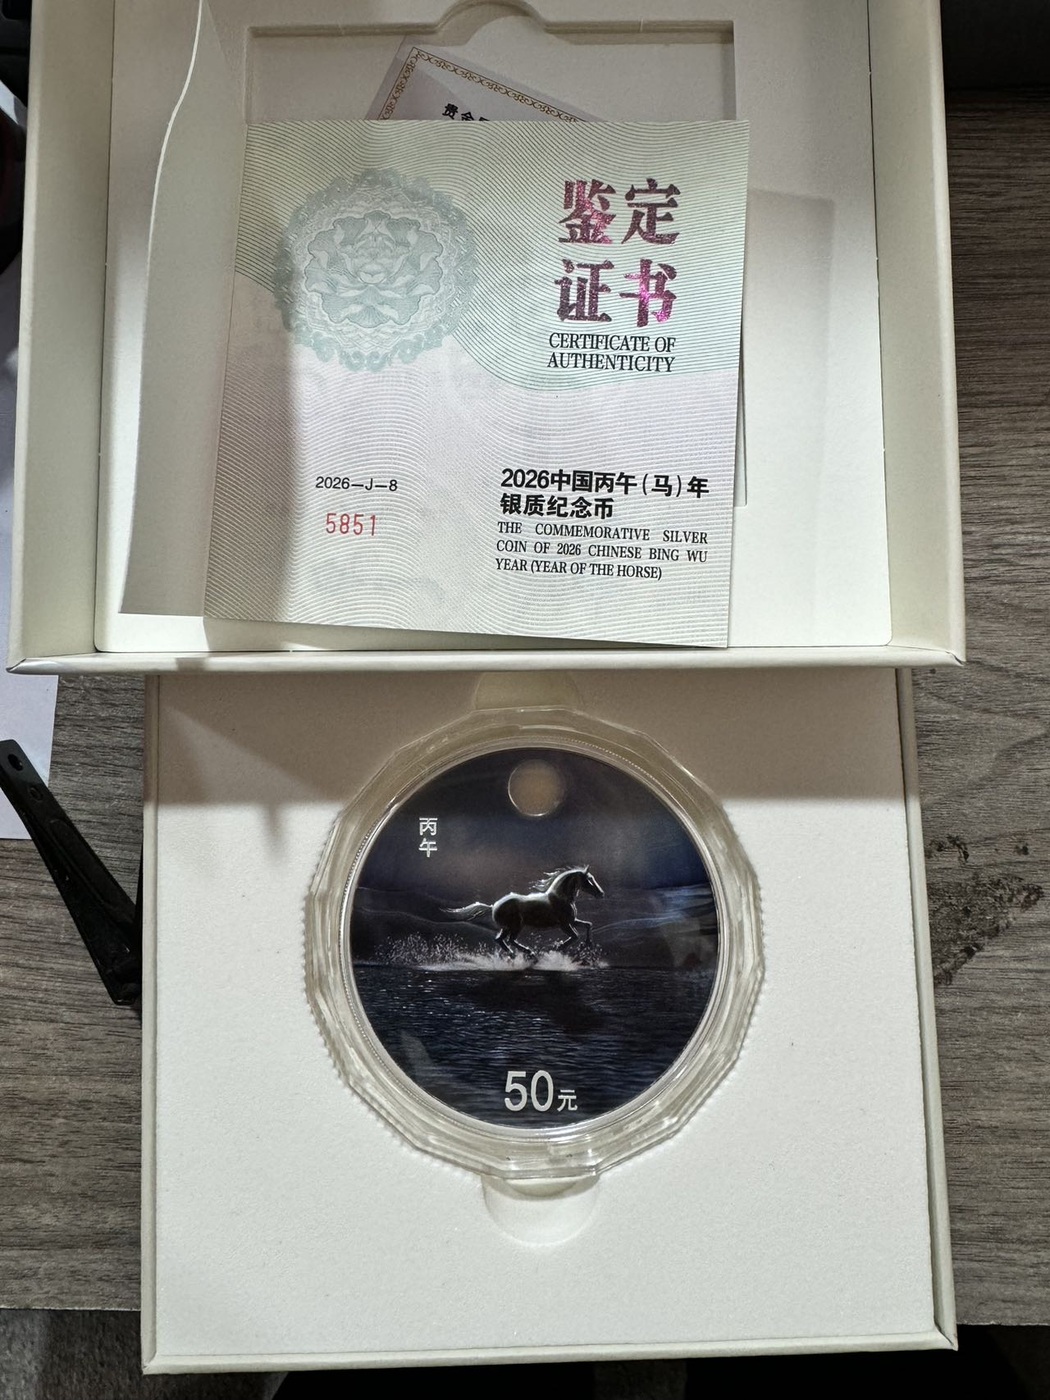 贵金
鉴定
证书
CERTIFICATE OF
AUTHENTICITY
2026—J—8
5851
2026中国丙午(马)年
银质纪念币
THE COMMEMORATIVE SILVER
COIN OF 2026 CHINESE BING WU
YEAR (YEAR OF THE HORSE)
丙
午
50元